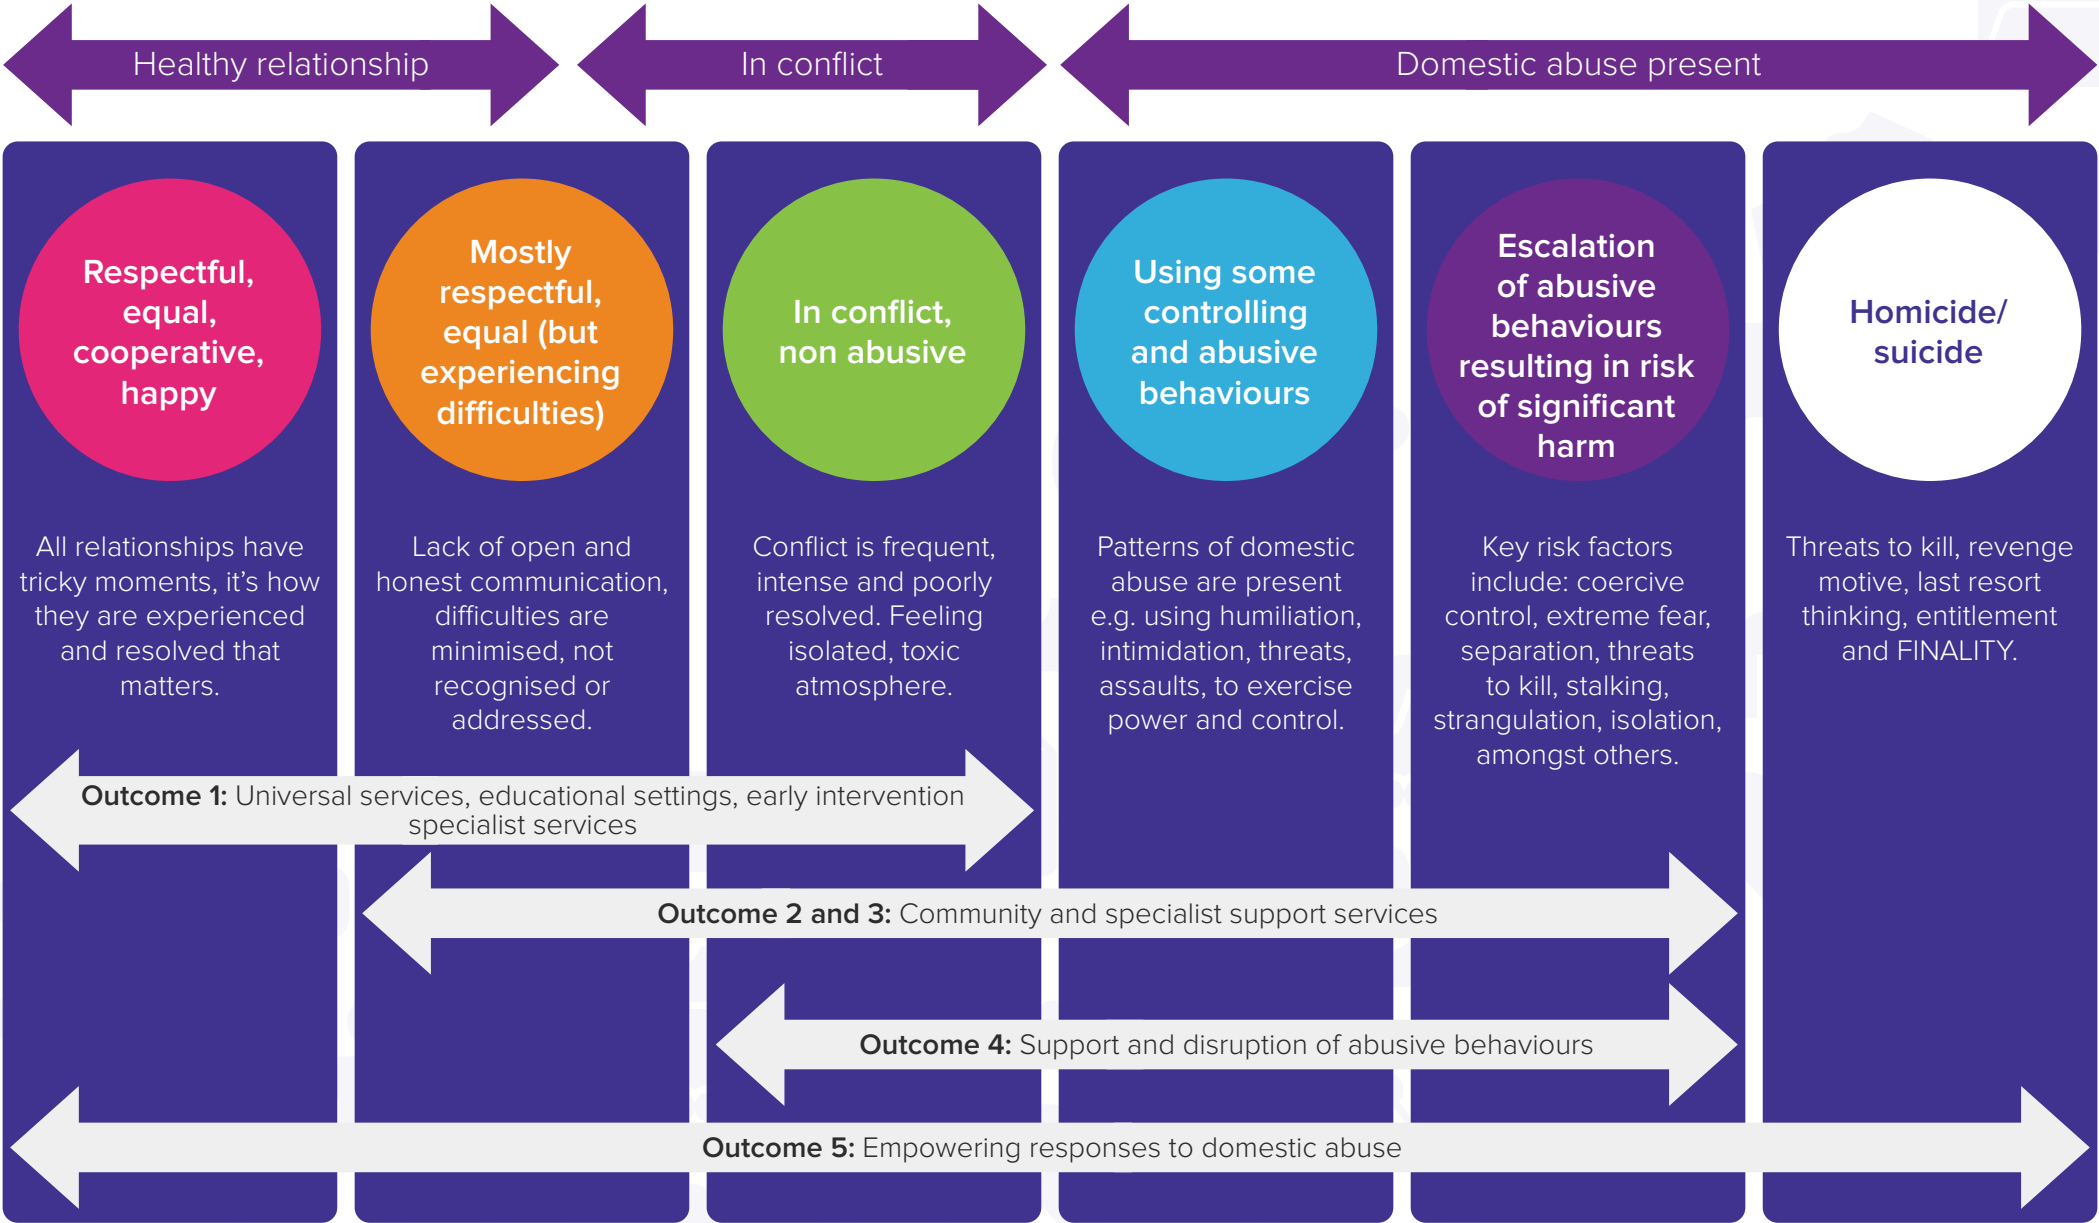 Healthy relationship
In conflict
Domestic abuse present
Respectful,
equal,
cooperative,
happy
All relationships have
tricky moments, it’s how
they are experienced
and resolved that
matters.
Mostly
respectful,
equal (but
experiencing
difficulties)
Lack of open and
honest communication,
difficulties are
minimised, not
recognised or
addressed.
In conflict,
non abusive
Conflict is frequent,
intense and poorly
resolved. Feeling
isolated, toxic
atmosphere.
Using some
controlling
and abusive
behaviours
Patterns of domestic
abuse are present
e.g. using humiliation,
intimidation, threats,
assaults, to exercise
power and control.
Escalation
of abusive
behaviours
resulting in risk
of significant
harm
Key risk factors
include: coercive
control, extreme fear,
separation, threats
to kill, stalking,
strangulation, isolation,
amongst others.
Homicide/
suicide
Threats to kill, revenge
motive, last resort
thinking, entitlement
and FINALITY.
Outcome 1: Universal services, educational settings, early intervention
specialist services
Outcome 2 and 3: Community and specialist support services
Outcome 4: Support and disruption of abusive behaviours
Outcome 5: Empowering responses to domestic abuse